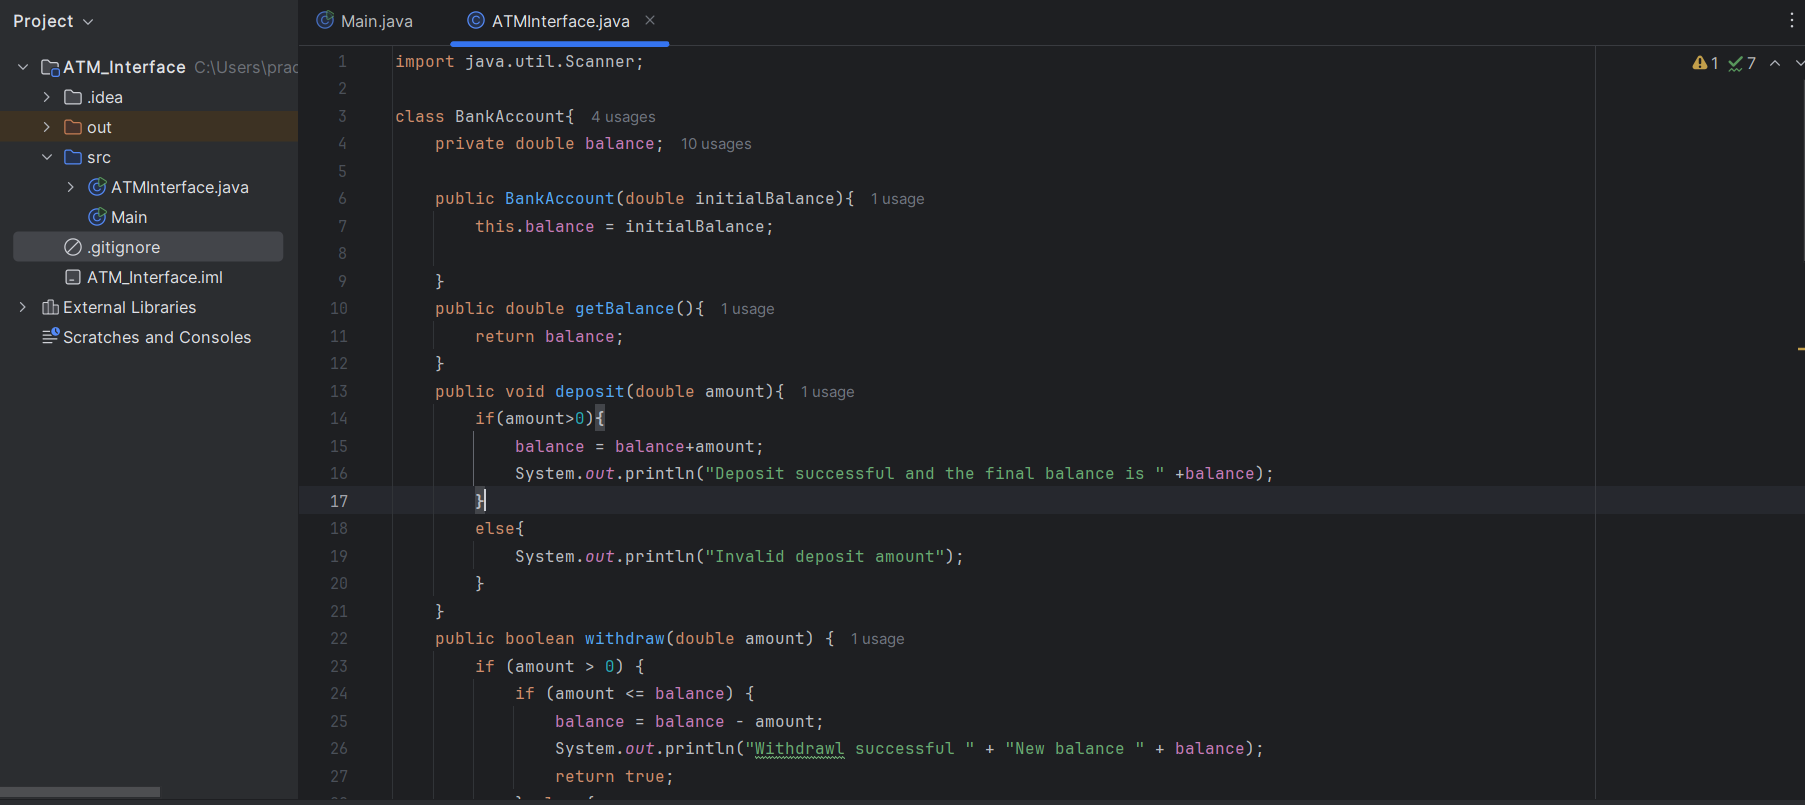 Project
ATM_Interface C:\Users\prac
.idea
out
src
ATMInterface.java
Main
.gitignore
ATM_Interface.iml
External Libraries
Scratches and Consoles
Main.java
ATMInterface.java
1 7
1 import java.util.Scanner;
2
3 class BankAccount{ 4 usages
4 private double balance; 10 usages
5
6 public BankAccount(double initialBalance){ 1 usage
7 this.balance = initialBalance;
8
9 }
10 public double getBalance(){ 1 usage
11 return balance;
12 }
13 public void deposit(double amount){ 1 usage
14 if(amount>0){
15 balance = balance+amount;
16 System.out.println("Deposit successful and the final balance is " +balance);
17 }
18 else{
19 System.out.println("Invalid deposit amount");
20 }
21 }
22 public boolean withdraw(double amount) { 1 usage
23 if (amount > 0) {
24 if (amount <= balance) {
25 balance = balance - amount;
26 System.out.println("Withdrawl successful " + "New balance " + balance);
27 return true;